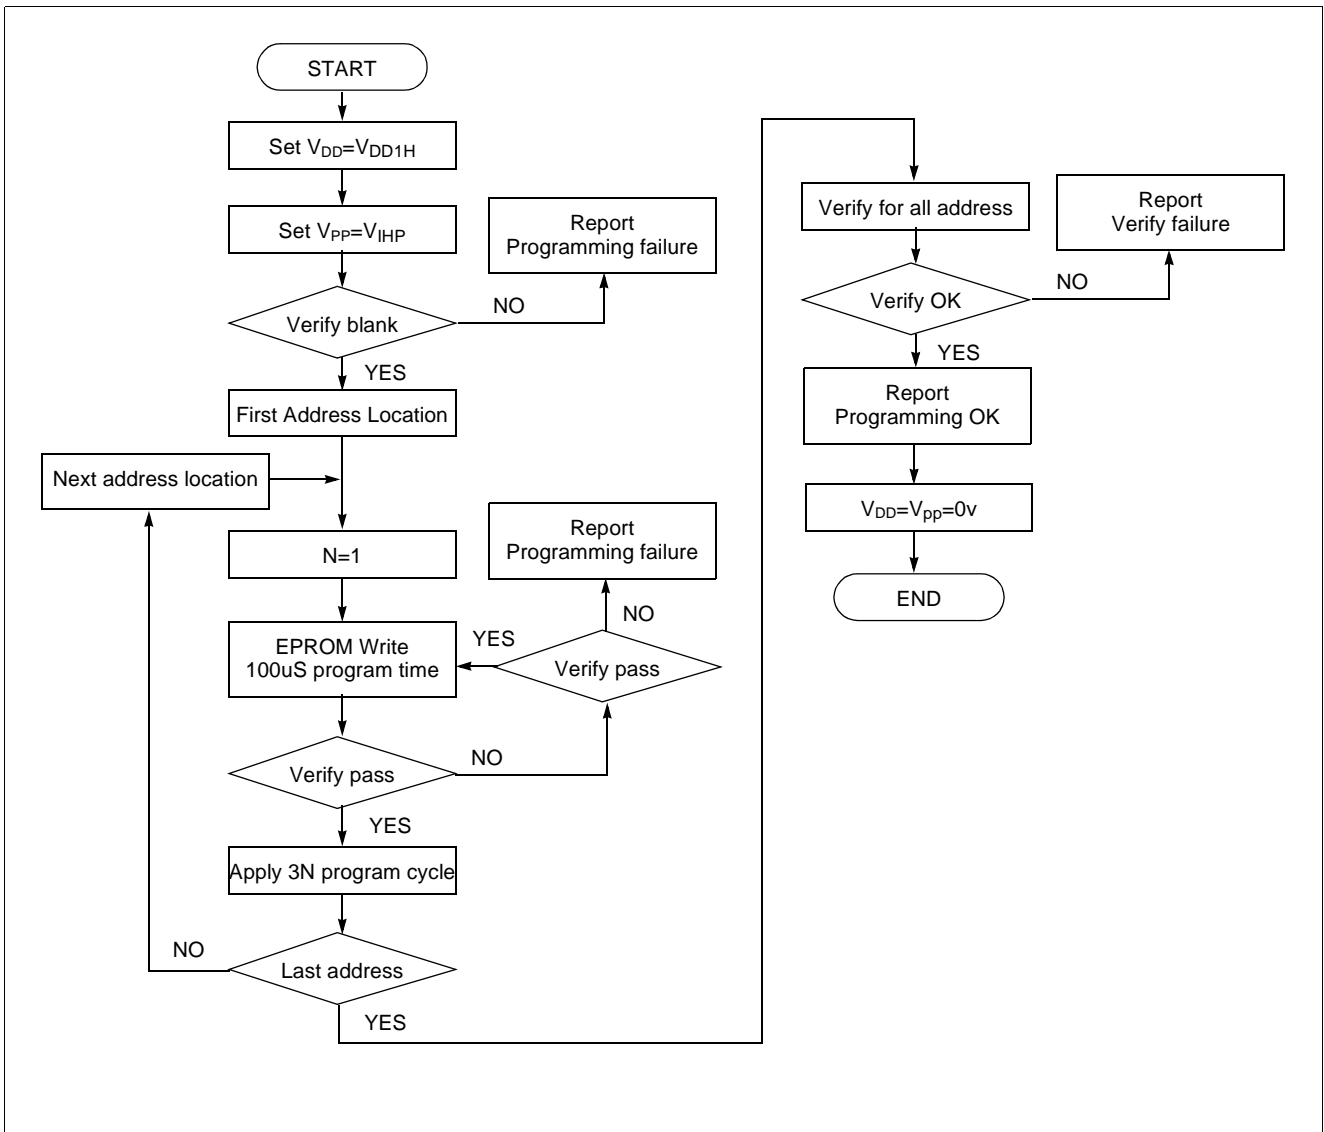 START
Set VDD=VDD1H
Set VPP=VIHP
Report
Programming failure
Verify blank
NO
YES
First Address Location
Next address location
N=1
Report
Programming failure
NO
EPROM Write
100uS program time
YES
Verify pass
Verify pass
NO
YES
Apply 3N program cycle
NO
Last address
YES
Verify for all address
Report
Verify failure
Verify OK
NO
YES
Report
Programming OK
VDD=Vpp=0v
END